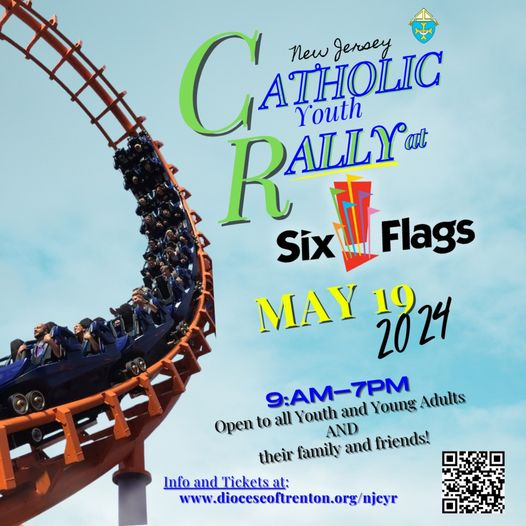 New Jersey
CATHOLIC
Youth
RALLY at
Six Flags
MAY 19
2024
9:AM—7PM
Open to all Youth and Young Adults
AND
their family and friends!
Info and Tickets at:
www.dioceseoftrenton.org/njcyr